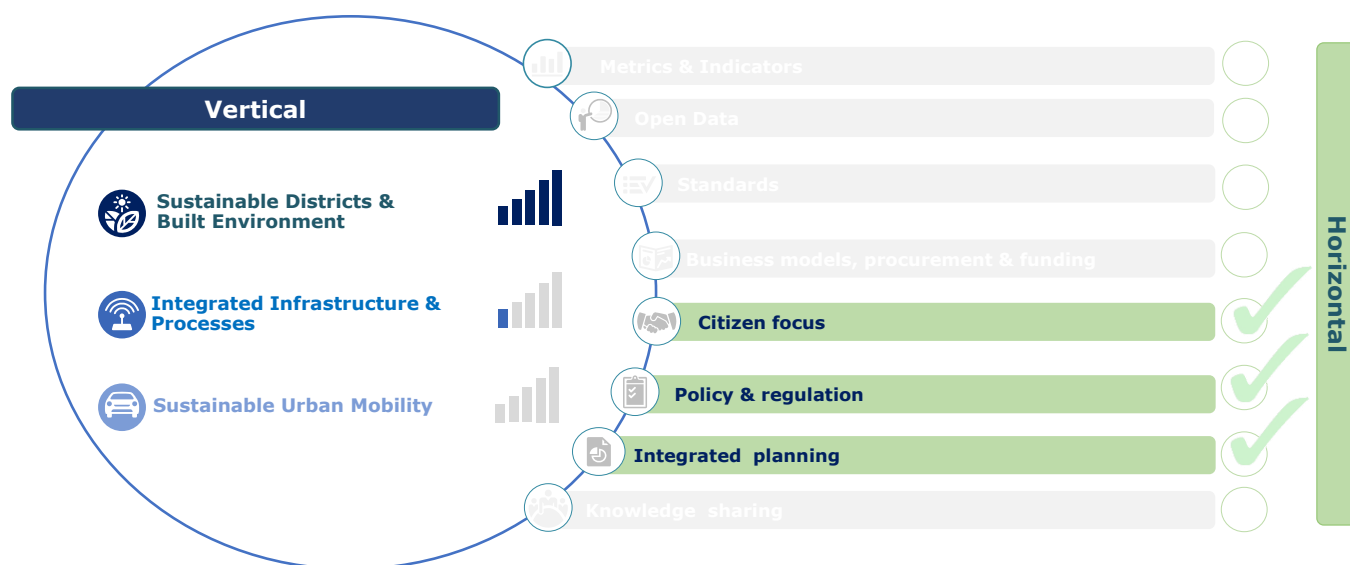 Vertical
Sustainable Districts &
Built Environment
Integrated Infrastructure &
Processes
Sustainable Urban Mobility
Metrics & Indicators
Open Data
Standards
Business models, procurement & funding
Citizen focus
Policy & regulation
Integrated planning
Knowledge sharing
Horizontal